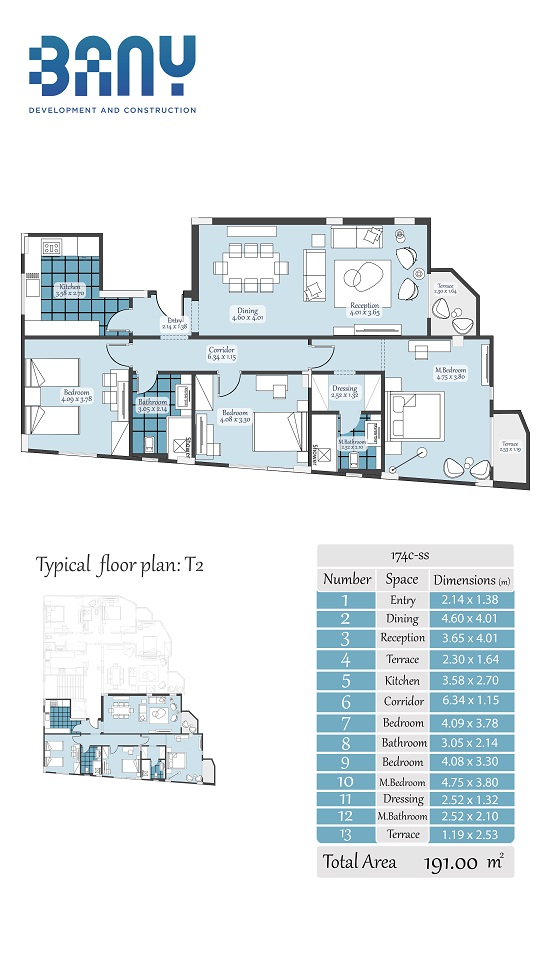 BANY
DEVELOPMENT AND CONSTRUCTION
Kitchen
3.58 x 2.70
Entry
2.14 x 1.38
Dining
4.60 x 4.01
Reception
4.01 x 3.65
Terrace
2.30 x 1.64
Corridor
6.34 x 1.15
Bedroom
4.09 x 3.78
Bathroom
3.05 x 2.14
Shower
Bedroom
4.08 x 3.30
Dressing
2.52 x 1.32
M.Bathroom
2.52 x 2.10
Shower
M.Bedroom
4.75 x 3.80
Terrace
2.53 x 1.19
Typical floor plan: T2
174c-ss
Number Space Dimensions (m)
1 Entry 2.14 x 1.38
2 Dining 4.60 x 4.01
3 Reception 3.65 x 4.01
4 Terrace 2.30 x 1.64
5 Kitchen 3.58 x 2.70
6 Corridor 6.34 x 1.15
7 Bedroom 4.09 x 3.78
8 Bathroom 3.05 x 2.14
9 Bedroom 4.08 x 3.30
10 M.Bedroom 4.75 x 3.80
11 Dressing 2.52 x 1.32
12 M.Bathroom 2.52 x 2.10
13 Terrace 1.19 x 2.53
Total Area 191.00 m²